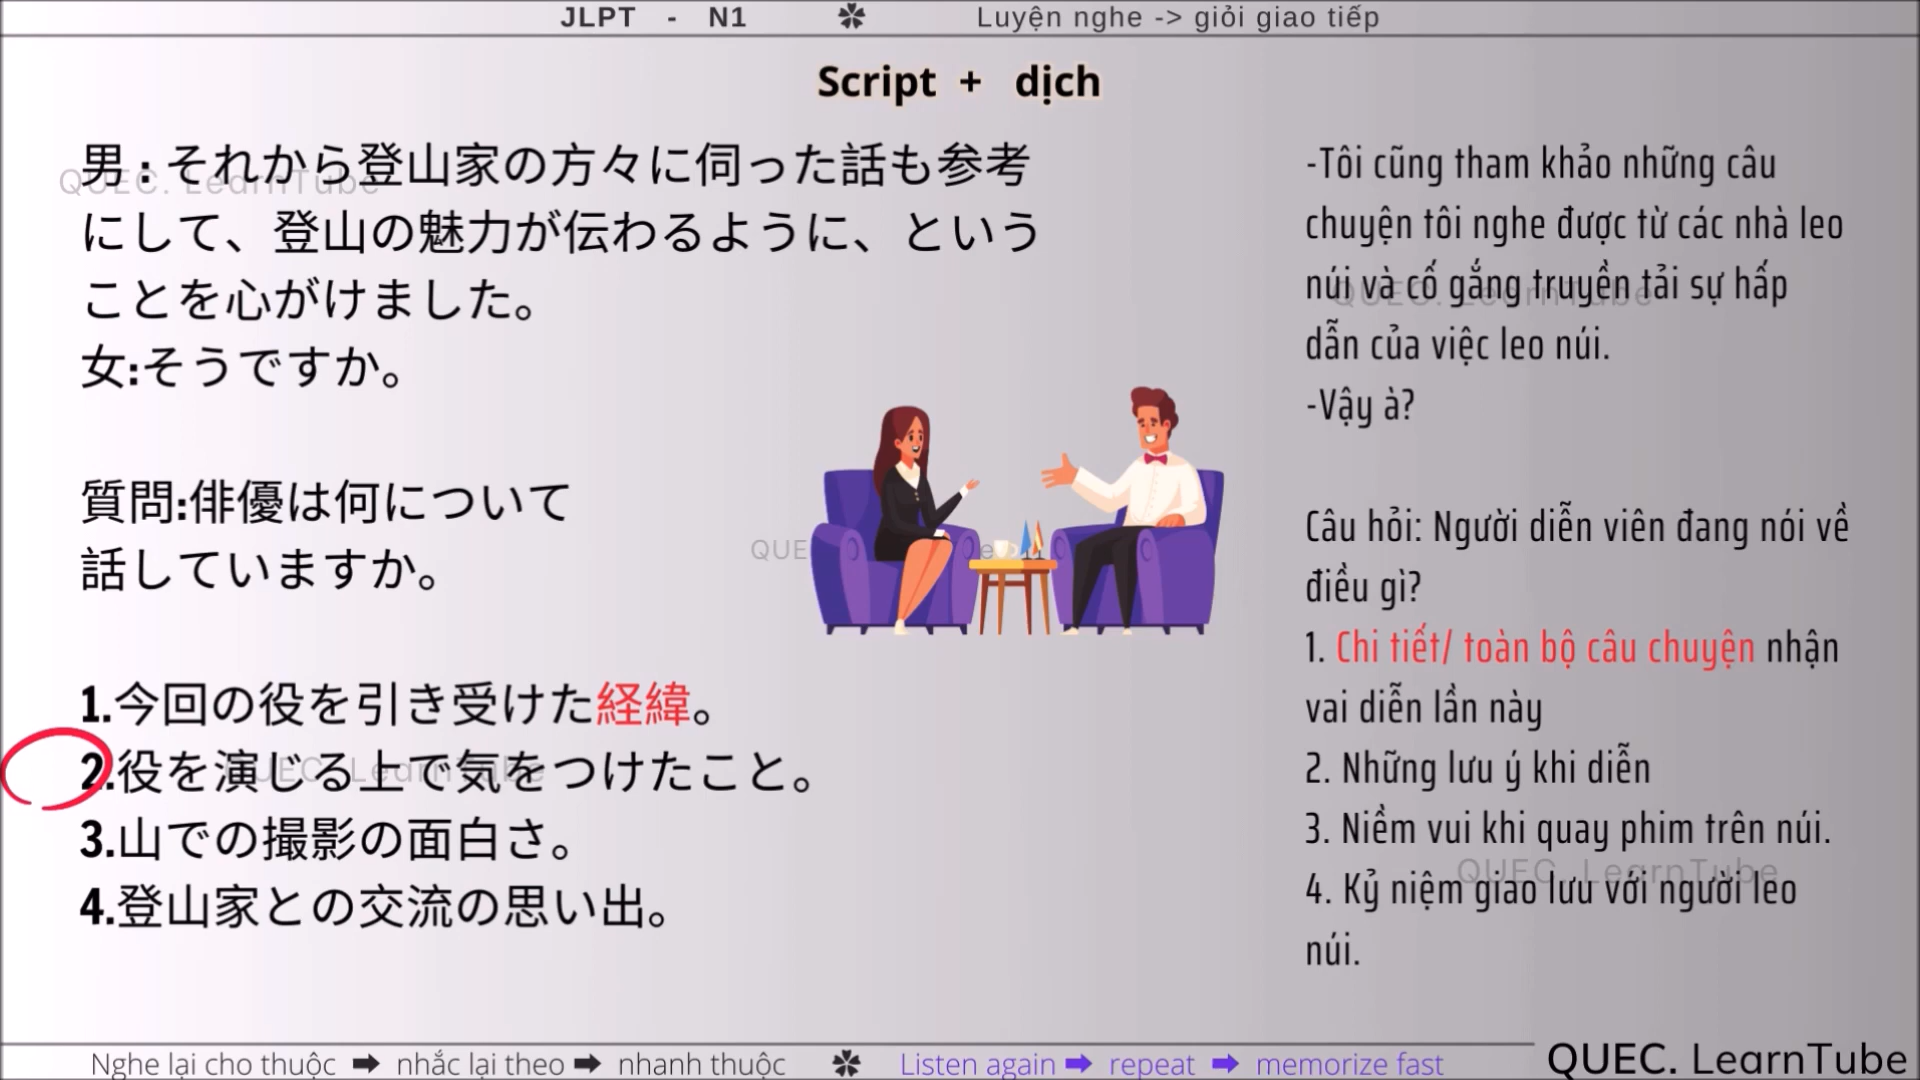 JLPT - N1 ✽ Luyện nghe -> giỏi giao tiếp
Script + dịch
男 : それから登山家の方々に伺った話も参考
にして、登山の魅力が伝わるように、という
ことを心がけました。
女:そうですか。
質問:俳優は何について
話していますか。
1.今回の役を引き受けた経緯。
2.役を演じる上で気をつけたこと。
3.山での撮影の面白さ。
4.登山家との交流の思い出。
-Tôi cũng tham khảo những câu
chuyện tôi nghe được từ các nhà leo
núi và cố gắng truyền tải sự hấp
dẫn của việc leo núi.
-Vậy à?
Câu hỏi: Người diễn viên đang nói về
điều gì?
1. Chi tiết/ toàn bộ câu chuyện nhận
vai diễn lần này
2. Những lưu ý khi diễn
3. Niềm vui khi quay phim trên núi.
4. Kỷ niệm giao lưu với người leo
núi.
QUEC. LearnTube
QUEC. LearnTube
QUEC. LearnTube
QUEC. LearnTube
Nghe lại cho thuộc ➡ nhắc lại theo ➡ nhanh thuộc ✽ Listen again ➡ repeat ➡ memorize fast
QUEC. LearnTube